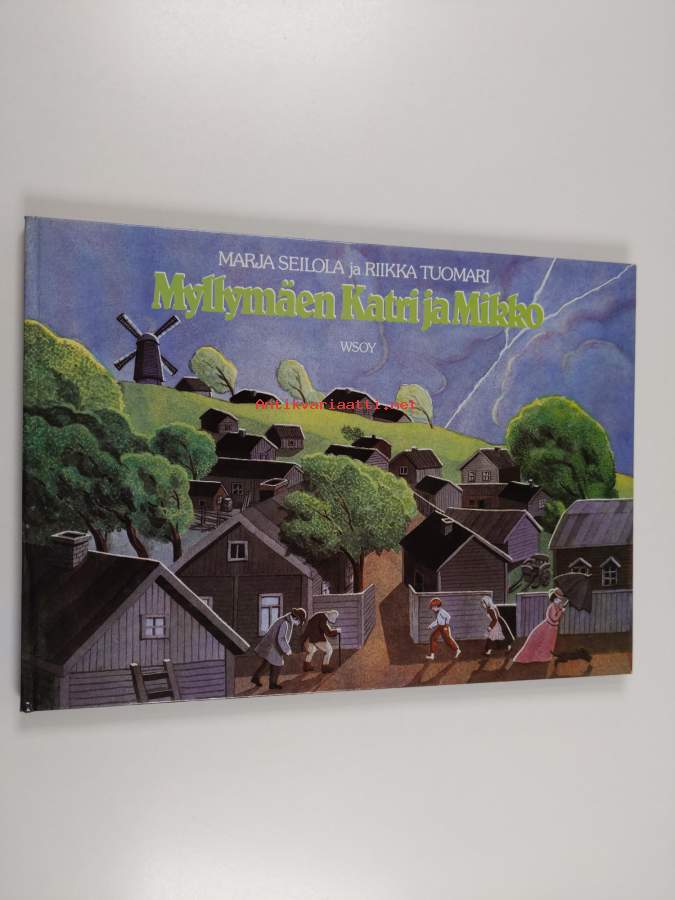 MARJA SEILOLA ja RIIKKA TUOMARI
Myllymäen Katri ja Mikko
WSOY
Antikvariaatti.net